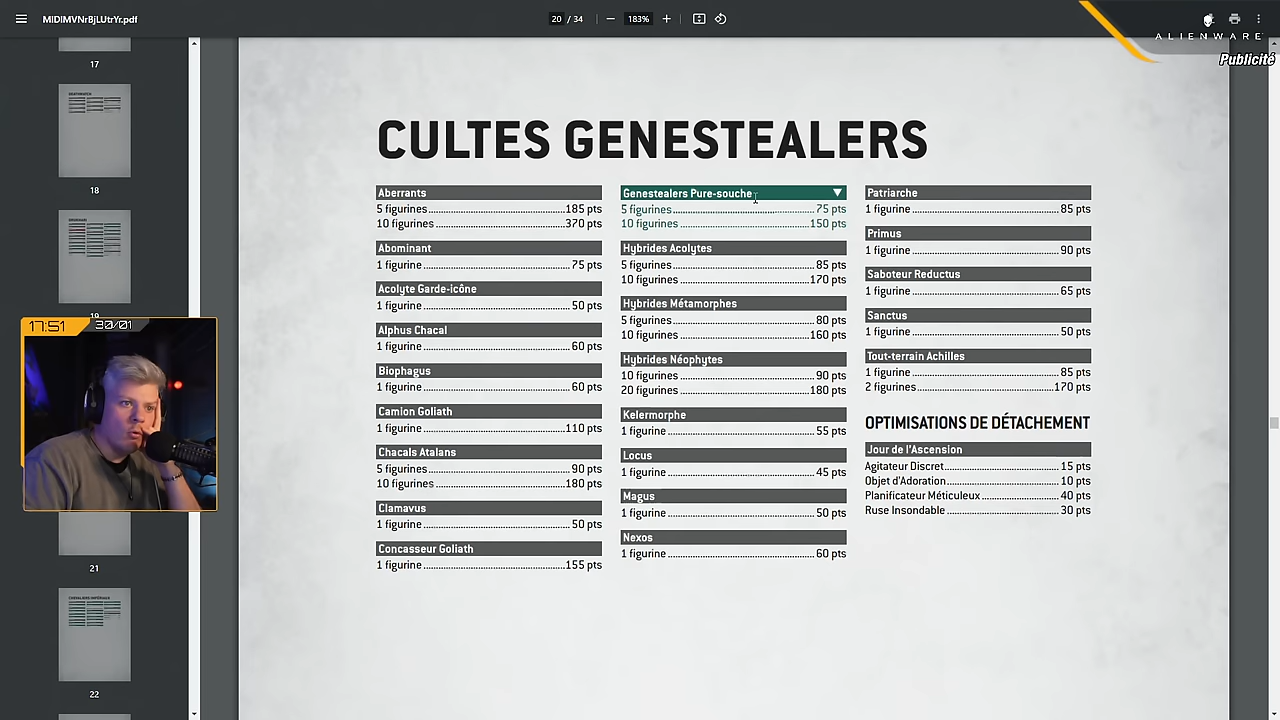 MIDIMVNrBjLUtrYr.pdf
20 / 34
183%
ALIENWARE
Publicité
17
18
19
21
22
17:51
30/01
CULTES GENESTEALERS
Aberrants
5 figurines 185 pts
10 figurines 370 pts
Abominant
1 figurine 75 pts
Acolyte Garde-icône
1 figurine 50 pts
Alphus Chacal
1 figurine 60 pts
Biophagus
1 figurine 60 pts
Camion Goliath
1 figurine 110 pts
Chacals Atalans
5 figurines 90 pts
10 figurines 180 pts
Clamavus
1 figurine 50 pts
Concasseur Goliath
1 figurine 155 pts
Genestealers Pure-souche
5 figurines 75 pts
10 figurines 150 pts
Hybrides Acolytes
5 figurines 85 pts
10 figurines 170 pts
Hybrides Métamorphes
5 figurines 80 pts
10 figurines 160 pts
Hybrides Néophytes
10 figurines 90 pts
20 figurines 180 pts
Kelermorphe
1 figurine 55 pts
Locus
1 figurine 45 pts
Magus
1 figurine 50 pts
Nexos
1 figurine 60 pts
Patriarche
1 figurine 85 pts
Primus
1 figurine 90 pts
Saboteur Reductus
1 figurine 65 pts
Sanctus
1 figurine 50 pts
Tout-terrain Achilles
1 figurine 85 pts
2 figurines 170 pts
OPTIMISATIONS DE DÉTACHEMENT
Jour de l'Ascension
Agitateur Discret 15 pts
Objet d'Adoration 10 pts
Planificateur Méticuleux 40 pts
Ruse Insondable 30 pts